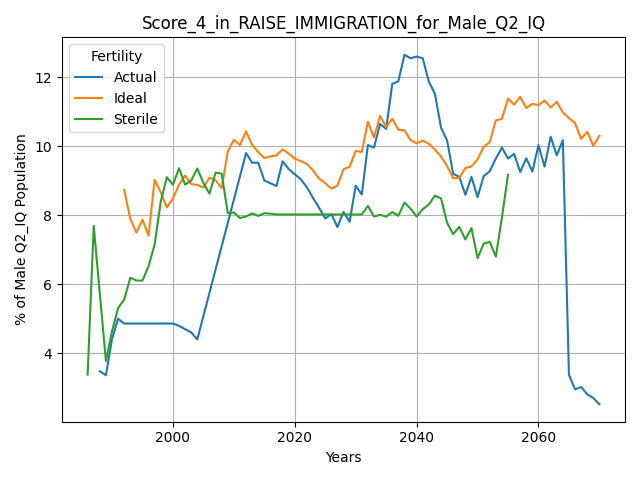 Score_4_in_RAISE_IMMIGRATION_for_Male_Q2_IQ
Fertility
Actual
Ideal
Sterile
% of Male Q2_IQ Population
12
10
8
6
4
2000
2020
2040
2060
Years